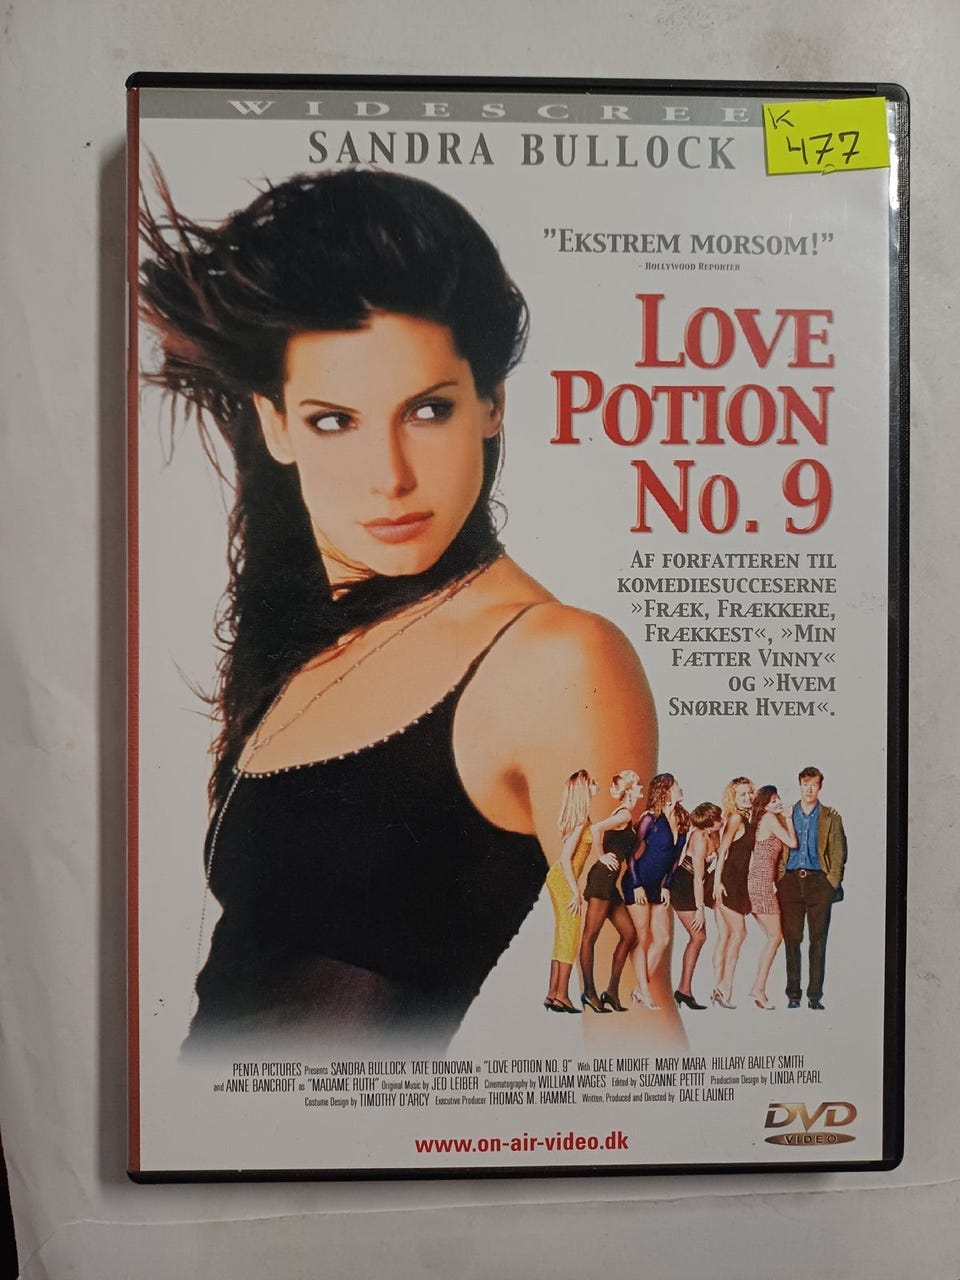 WIDESCREE
K
477
SANDRA BULLOCK
”EKSTREM MORSOM!”
- HOLLYWOOD REPORTER
LOVE
POTION
NO. 9
AF FORFATTEREN TIL
KOMEDIESUCCESERNE
»FRÆK, FRÆKKERE,
FRÆKKEST«, »MIN
FÆTTER VINNY«
OG »HVEM
SNØRER HVEM«.
PENTA PICTURES Presents SANDRA BULLOCK TATE DONOVAN in "LOVE POTION NO. 9" With DALE MIDKIFF MARY MARA HILLARY BAILEY SMITH
and ANNE BANCROFT as "MADAME RUTH" Original Music by JED LEIBER Cinematography by WILLIAM WAGES Edited by SUZANNE PETTIT Production Design by LINDA PEARL
Costume Design by TIMOTHY D'ARCY Executive Producer THOMAS M. HAMMEL Written, Produced and Directed by DALE LAUNER
DVD
VIDEO
www.on-air-video.dk